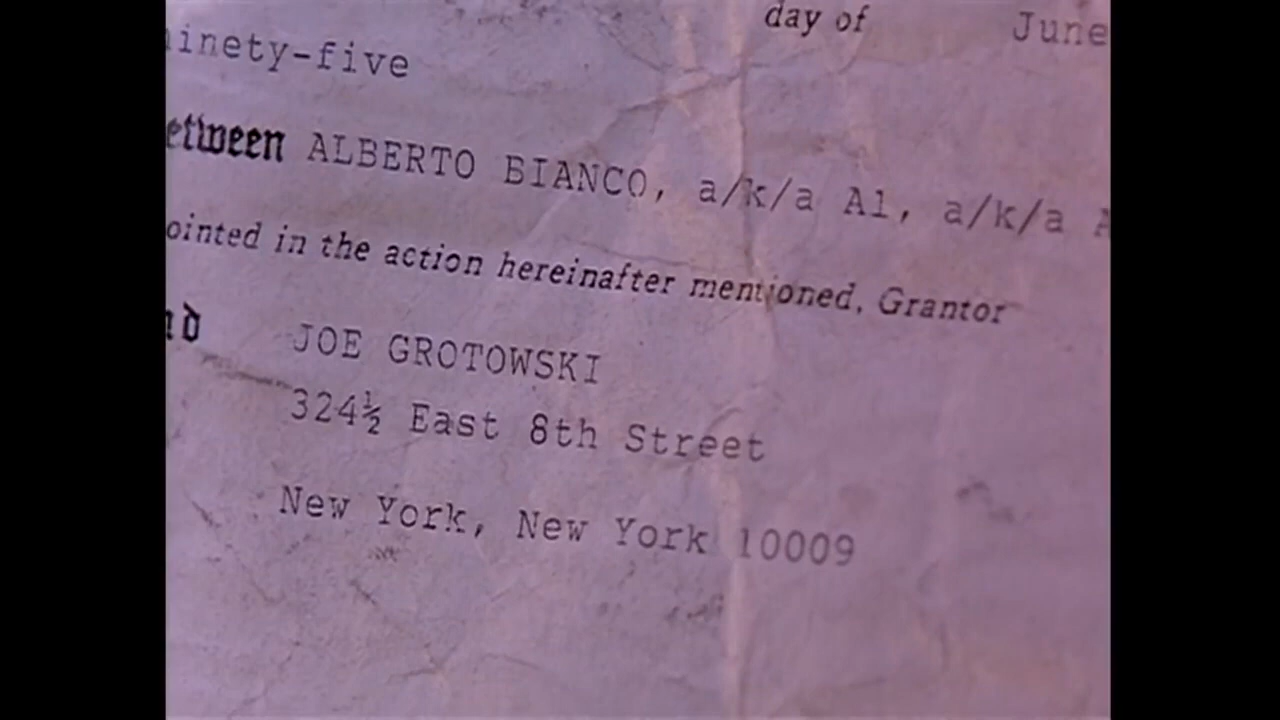 day of June
inety-five
etween ALBERTO BIANCO, a/k/a Al, a/k/a A
ointed in the action hereinafter mentioned, Grantor
nd JOE GROTOWSKI
324½ East 8th Street
New York, New York 10009